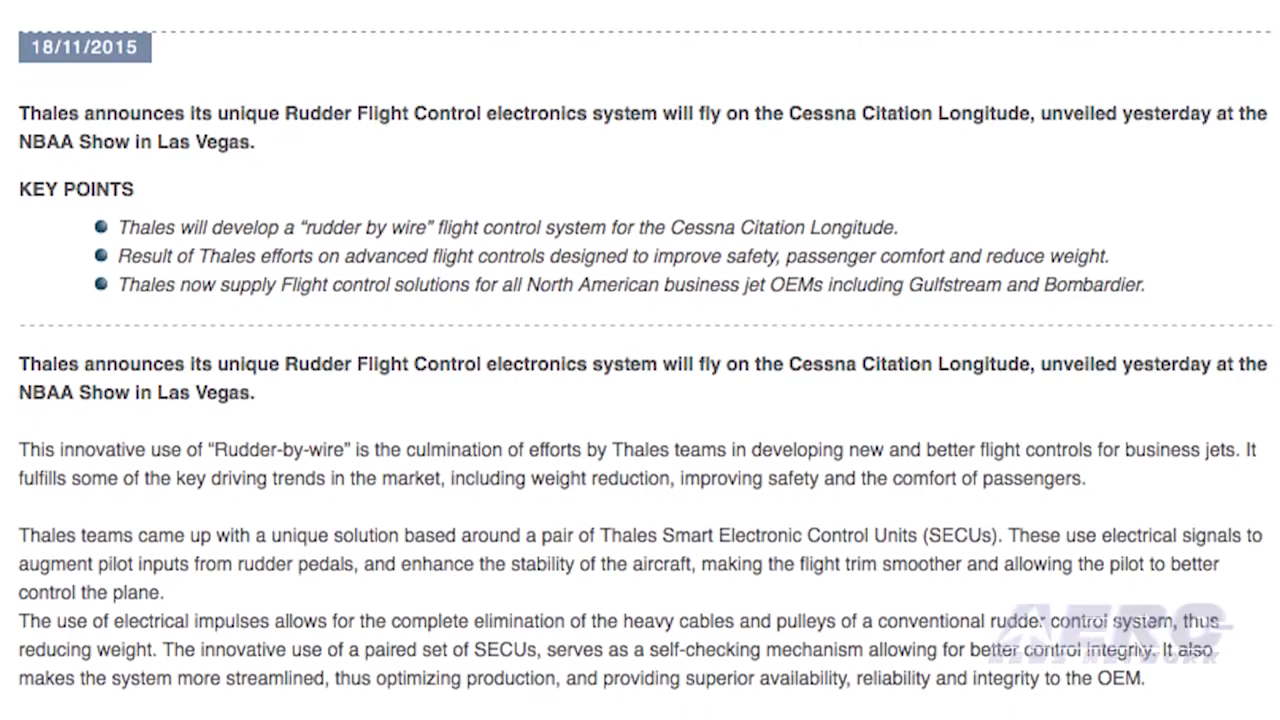 18/11/2015
Thales announces its unique Rudder Flight Control electronics system will fly on the Cessna Citation Longitude, unveiled yesterday at the
NBAA Show in Las Vegas.
KEY POINTS
Thales will develop a “rudder by wire” flight control system for the Cessna Citation Longitude.
Result of Thales efforts on advanced flight controls designed to improve safety, passenger comfort and reduce weight.
Thales now supply Flight control solutions for all North American business jet OEMs including Gulfstream and Bombardier.
Thales announces its unique Rudder Flight Control electronics system will fly on the Cessna Citation Longitude, unveiled yesterday at the
NBAA Show in Las Vegas.
This innovative use of “Rudder-by-wire” is the culmination of efforts by Thales teams in developing new and better flight controls for business jets. It
fulfills some of the key driving trends in the market, including weight reduction, improving safety and the comfort of passengers.
Thales teams came up with a unique solution based around a pair of Thales Smart Electronic Control Units (SECUs). These use electrical signals to
augment pilot inputs from rudder pedals, and enhance the stability of the aircraft, making the flight trim smoother and allowing the pilot to better
control the plane.
The use of electrical impulses allows for the complete elimination of the heavy cables and pulleys of a conventional rudder control system, thus
reducing weight. The innovative use of a paired set of SECUs, serves as a self-checking mechanism allowing for better control integrity. It also
makes the system more streamlined, thus optimizing production, and providing superior availability, reliability and integrity to the OEM.